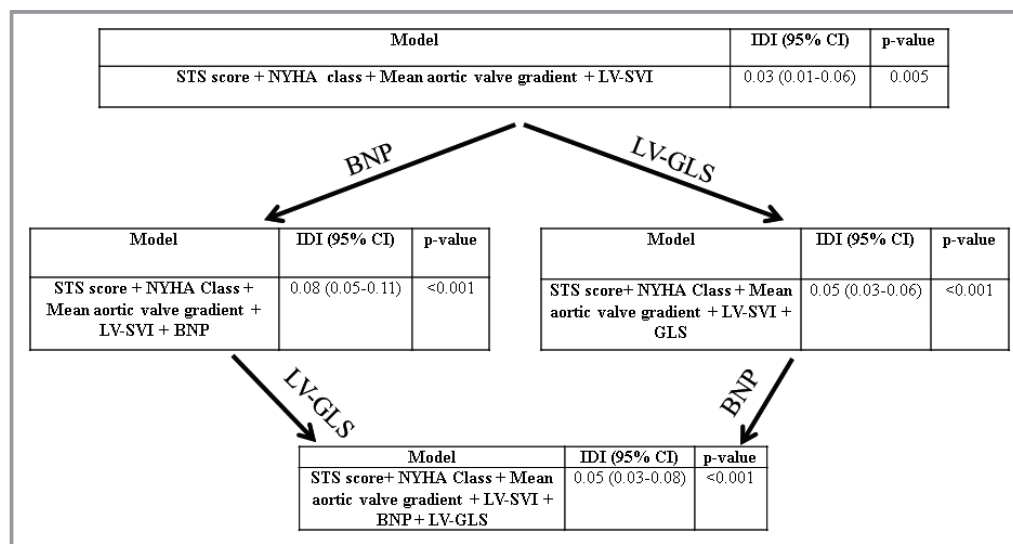 Model IDI (95% CI) p-value
STS score + NYHA class + Mean aortic valve gradient + LV-SVI 0.03 (0.01-0.06) 0.005
BNP
LV-GLS
Model IDI (95% CI) p-value
STS score + NYHA Class + 0.08 (0.05-0.11) <0.001
Mean aortic valve gradient +
LV-SVI + BNP
Model IDI (95% CI) p-value
STS score+ NYHA Class + Mean 0.05 (0.03-0.06) <0.001
aortic valve gradient + LV-SVI +
GLS
LV-GLS
BNP
Model IDI (95% CI) p-value
STS score+ NYHA Class + Mean 0.05 (0.03-0.08) <0.001
aortic valve gradient + LV-SVI +
BNP + LV-GLS